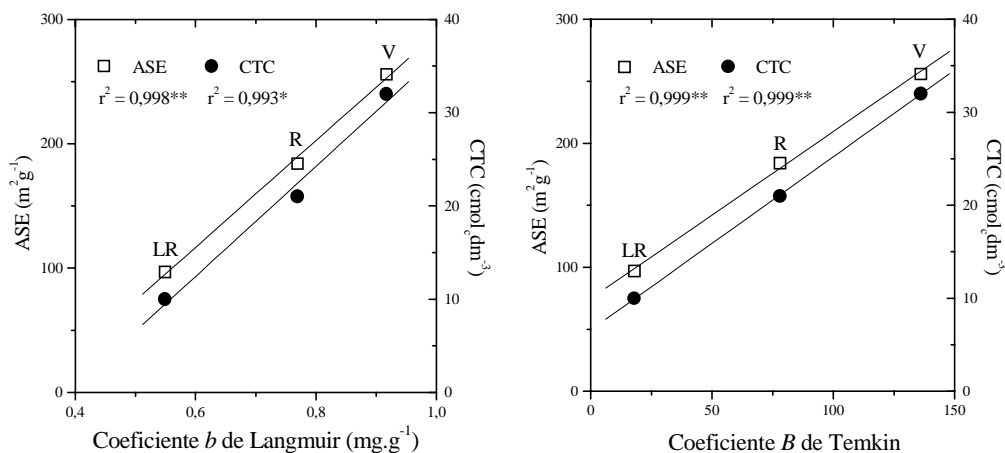 300
200
100
0
ASE (m²g⁻¹)
40
30
20
10
0
CTC (cmol_c dm⁻³)
ASE CTC
r² = 0,998** r² = 0,993*
V
R
LR
0,4 0,6 0,8 1,0
Coeficiente b de Langmuir (mg.g⁻¹)
300
200
100
0
ASE (m²g⁻¹)
40
30
20
10
0
CTC (cmol_c dm⁻³)
ASE CTC
r² = 0,999** r² = 0,999**
V
R
LR
0 50 100 150
Coeficiente B de Temkin